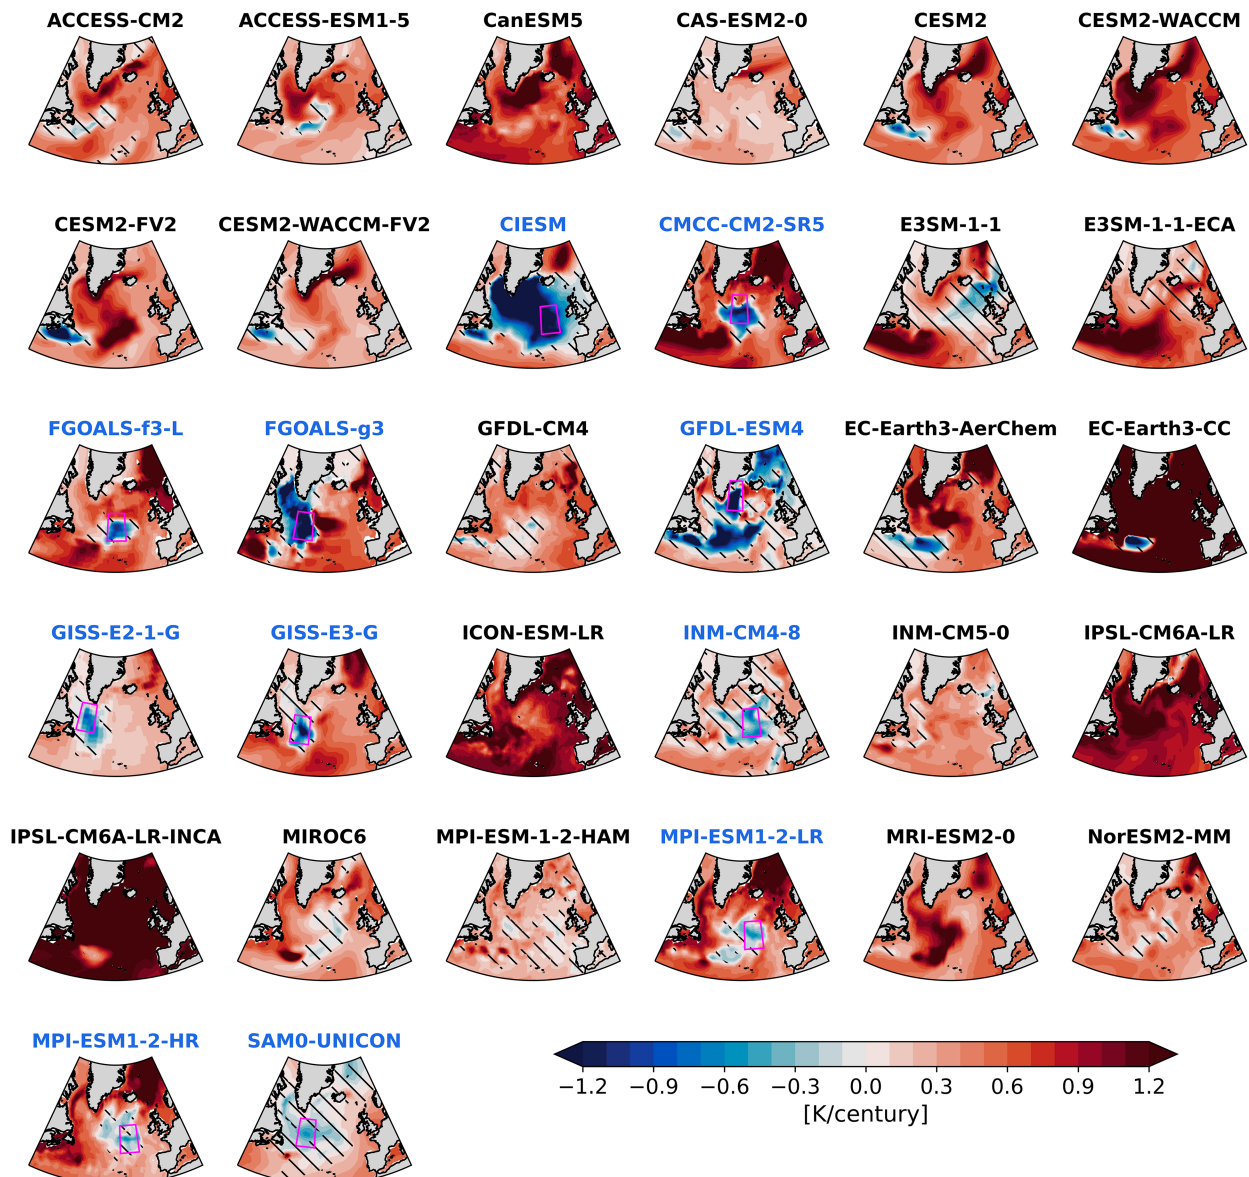 ACCESS-CM2 ACCESS-ESM1-5 CanESM5 CAS-ESM2-0 CESM2 CESM2-WACCM
CESM2-FV2 CESM2-WACCM-FV2 CIESM CMCC-CM2-SR5 E3SM-1-1 E3SM-1-1-ECA
FGOALS-f3-L FGOALS-g3 GFDL-CM4 GFDL-ESM4 EC-Earth3-AerChem EC-Earth3-CC
GISS-E2-1-G GISS-E3-G ICON-ESM-LR INM-CM4-8 INM-CM5-0 IPSL-CM6A-LR
IPSL-CM6A-LR-INCA MIROC6 MPI-ESM-1-2-HAM MPI-ESM1-2-LR MRI-ESM2-0 NorESM2-MM
MPI-ESM1-2-HR SAM0-UNICON
−1.2 −0.9 −0.6 −0.3 0.0 0.3 0.6 0.9 1.2
[K/century]